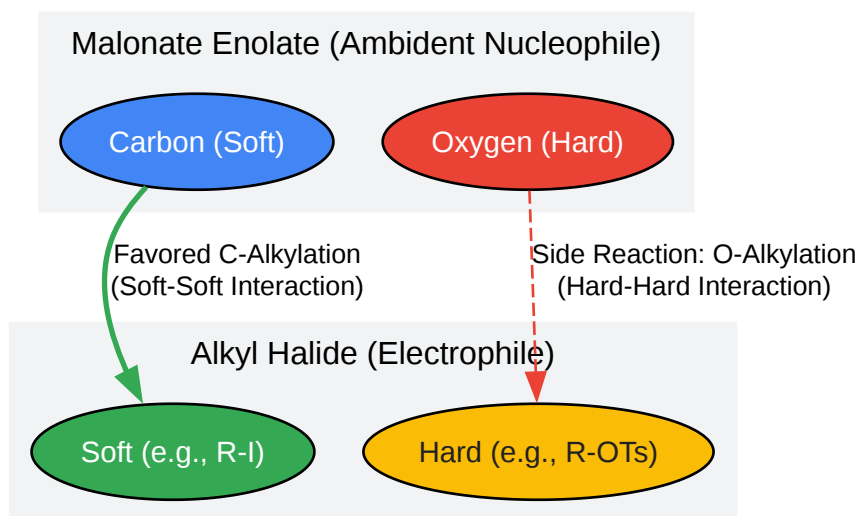 Malonate Enolate (Ambident Nucleophile)
Carbon (Soft)
Oxygen (Hard)
Favored C-Alkylation
(Soft-Soft Interaction)
Side Reaction: O-Alkylation
(Hard-Hard Interaction)
Alkyl Halide (Electrophile)
Soft (e.g., R-I)
Hard (e.g., R-OTs)